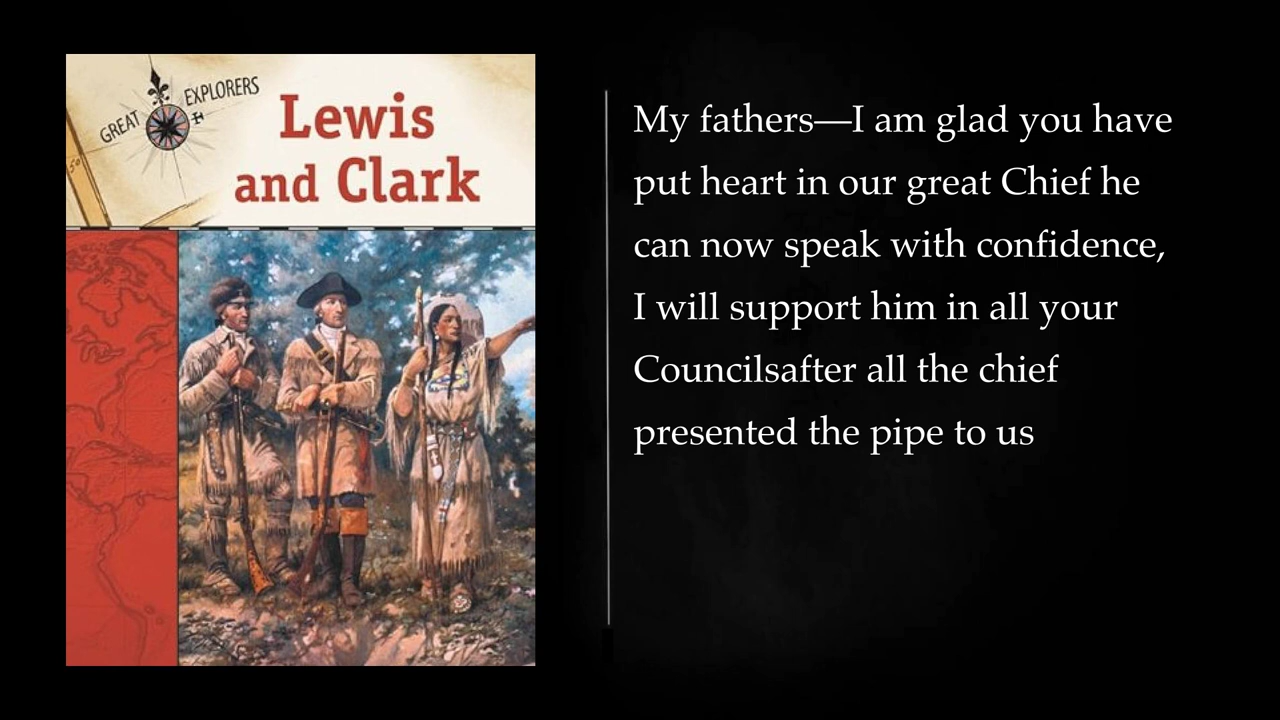 GREAT EXPLORERS
Lewis
and Clark
50
My fathers—I am glad you have
put heart in our great Chief he
can now speak with confidence,
I will support him in all your
Councilsafter all the chief
presented the pipe to us